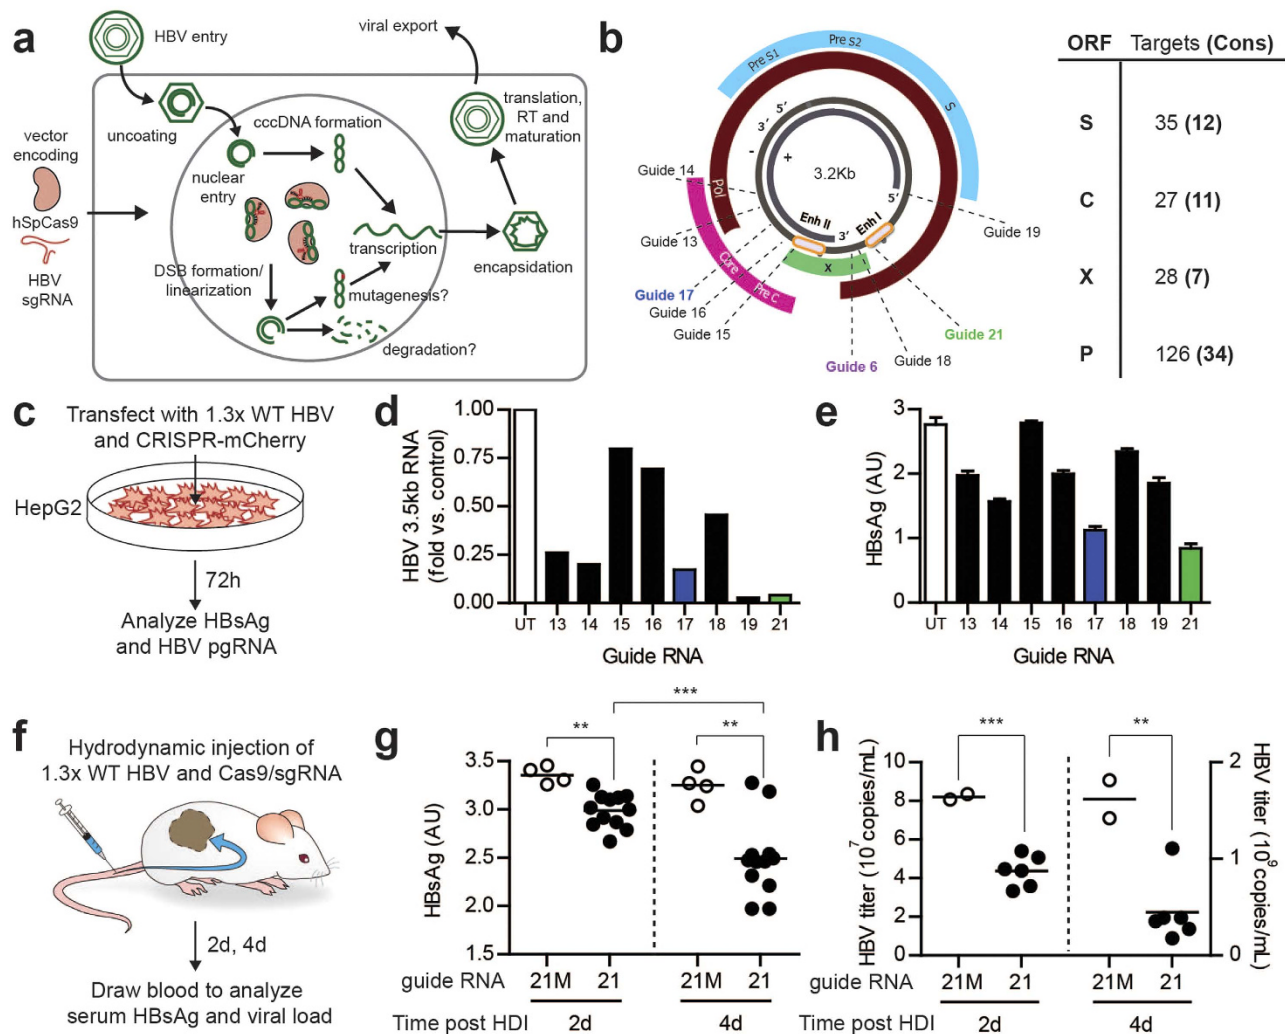 a
HBV entry
viral export
uncoating
cccDNA formation
translation,
RT and
maturation
vector
encoding
hSpCas9
HBV
sgRNA
nuclear
entry
transcription
encapsidation
DSB formation/
linearization
mutagenesis?
degradation?
b
Pre S1
Pre S2
S
5′
3′
-
+
3.2Kb
5′
3′
Pol
Enh II
Enh I
X
Core
Pre C
Guide 14
Guide 13
Guide 17
Guide 16
Guide 15
Guide 6
Guide 18
Guide 21
Guide 19
ORF Targets (Cons)
S 35 (12)
C 27 (11)
X 28 (7)
P 126 (34)
c
Transfect with 1.3x WT HBV
and CRISPR-mCherry
HepG2
72h
Analyze HBsAg
and HBV pgRNA
d
HBV 3.5kb RNA
(fold vs. control)
1.00
0.75
0.50
0.25
0.00
UT 13 14 15 16 17 18 19 21
Guide RNA
e
HBsAg (AU)
3
2
1
0
UT 13 14 15 16 17 18 19 21
Guide RNA
f
Hydrodynamic injection of
1.3x WT HBV and Cas9/sgRNA
2d, 4d
Draw blood to analyze
serum HBsAg and viral load
g
***
** **
HBsAg (AU)
3.5
3.0
2.5
2.0
1.5
guide RNA 21M 21 21M 21
Time post HDI 2d 4d
h
*** **
HBV titer (10⁷ copies/mL)
10
8
6
4
2
0
2
1
0
HBV titer (10⁹ copies/mL)
guide RNA 21M 21 21M 21
Time post HDI 2d 4d